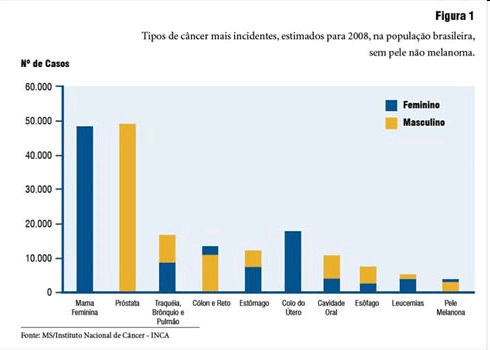 Figura 1
Tipos de câncer mais incidentes, estimados para 2008, na população brasileira,
sem pele não melanoma.
Nº de Casos
60.000
50.000
40.000
30.000
20.000
10.000
0
Feminino
Masculino
Mama
Feminina
Próstata
Traquéia,
Brônquio e
Pulmão
Cólon e Reto
Estômago
Colo do
Útero
Cavidade
Oral
Esôfago
Leucemias
Pele
Melanona
Fonte: MS/Instituto Nacional de Câncer - INCA